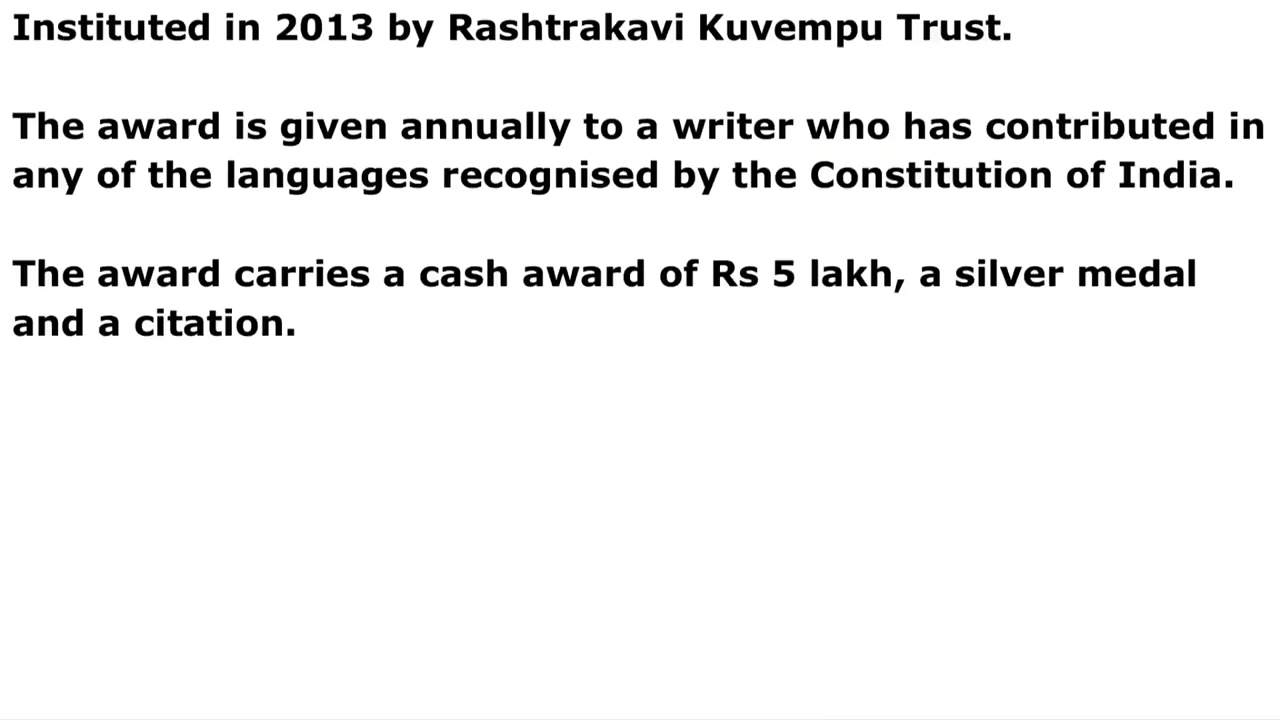 Instituted in 2013 by Rashtrakavi Kuvempu Trust.
The award is given annually to a writer who has contributed in
any of the languages recognised by the Constitution of India.
The award carries a cash award of Rs 5 lakh, a silver medal
and a citation.